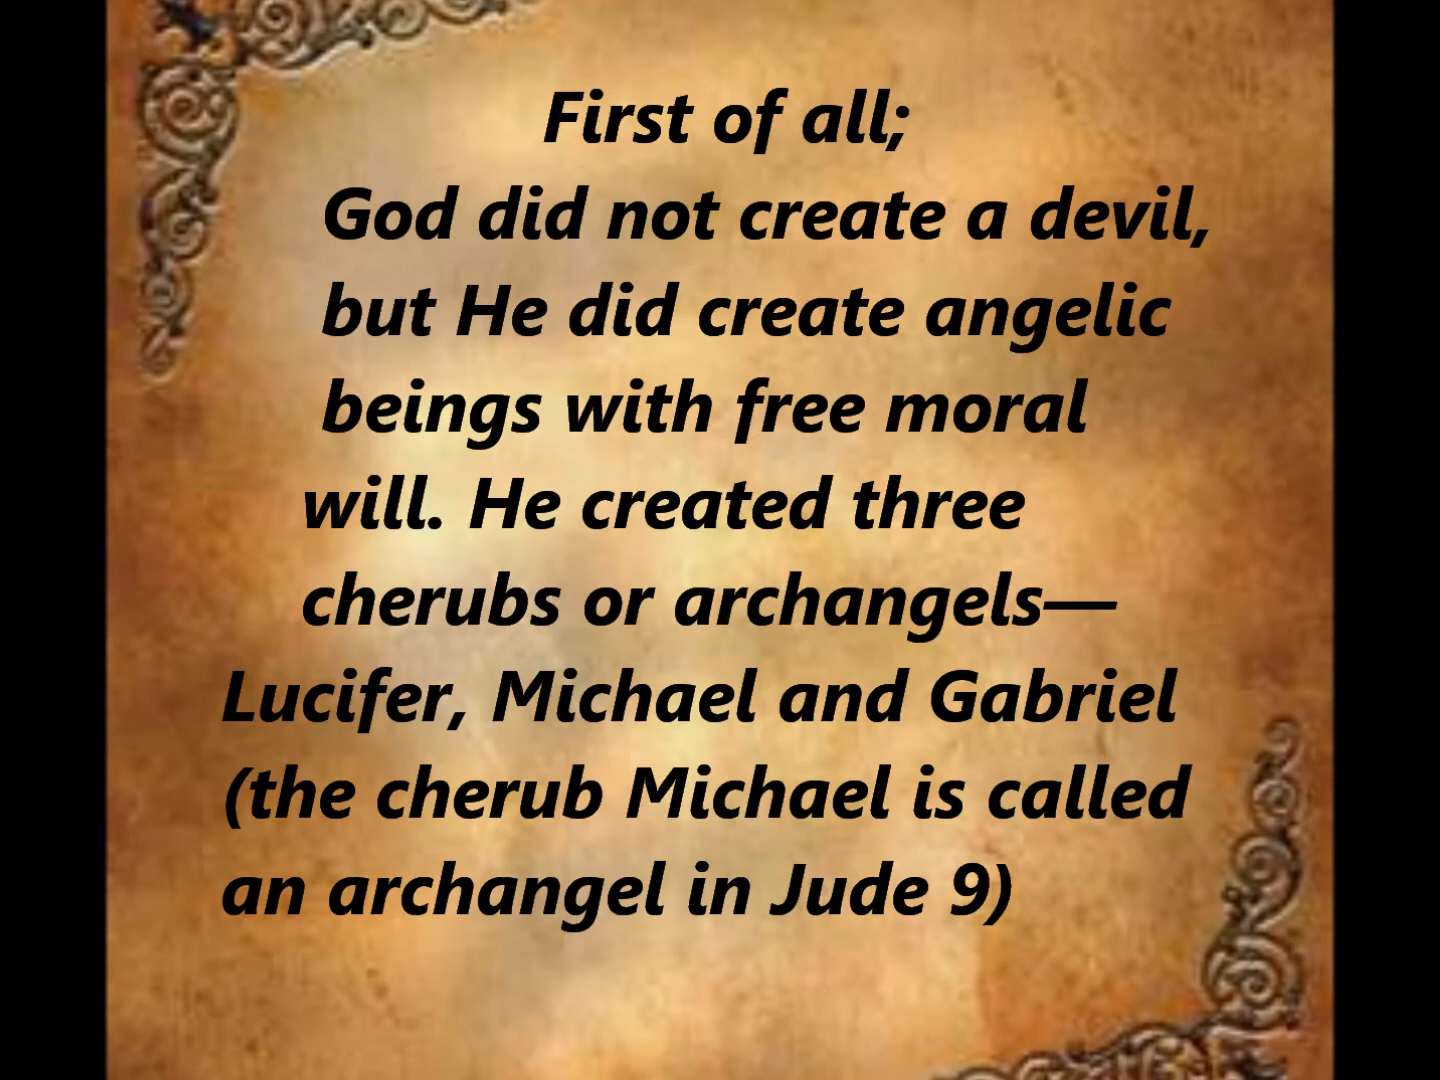 First of all;
God did not create a devil,
but He did create angelic
beings with free moral
will. He created three
cherubs or archangels—
Lucifer, Michael and Gabriel
(the cherub Michael is called
an archangel in Jude 9)